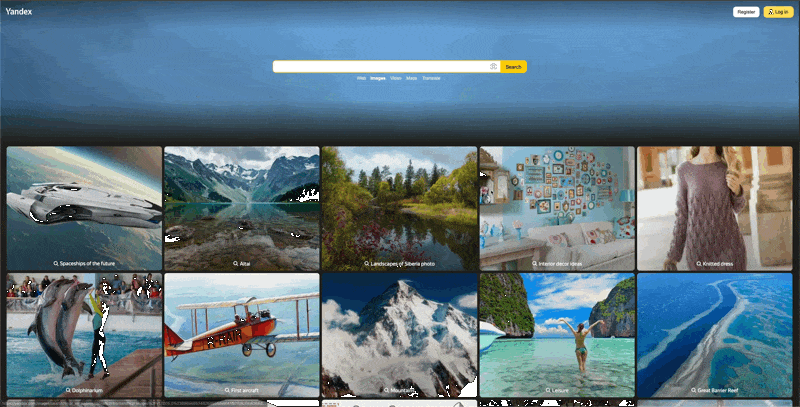 Yandex
Register
Log in
Search
Web Images Video Maps Translate
Spaceships of the future
Altai
Landscapes of Siberia photo
Interior decor ideas
Knitted dress
Dolphinarium
First aircraft
Mountain
Leisure
Great Barrier Reef